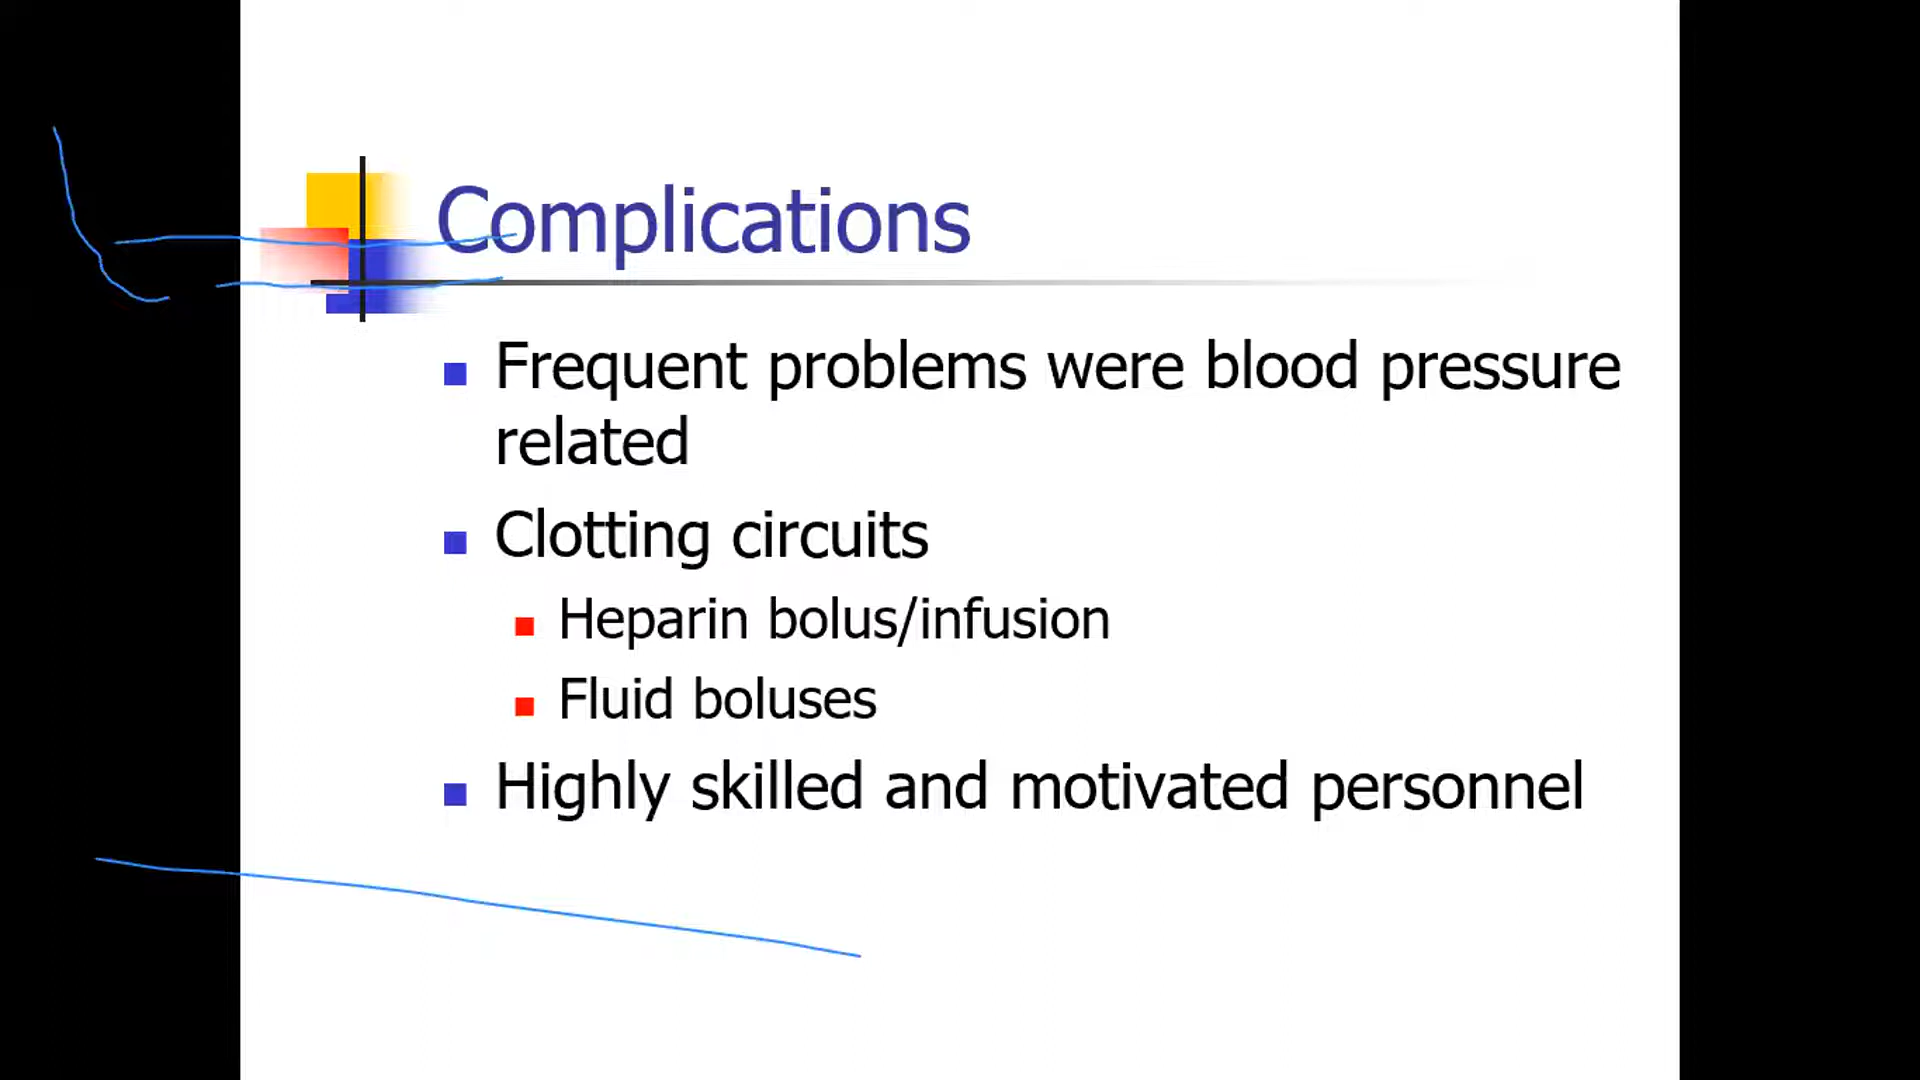 Complications
Frequent problems were blood pressure
related
Clotting circuits
Heparin bolus/infusion
Fluid boluses
Highly skilled and motivated personnel